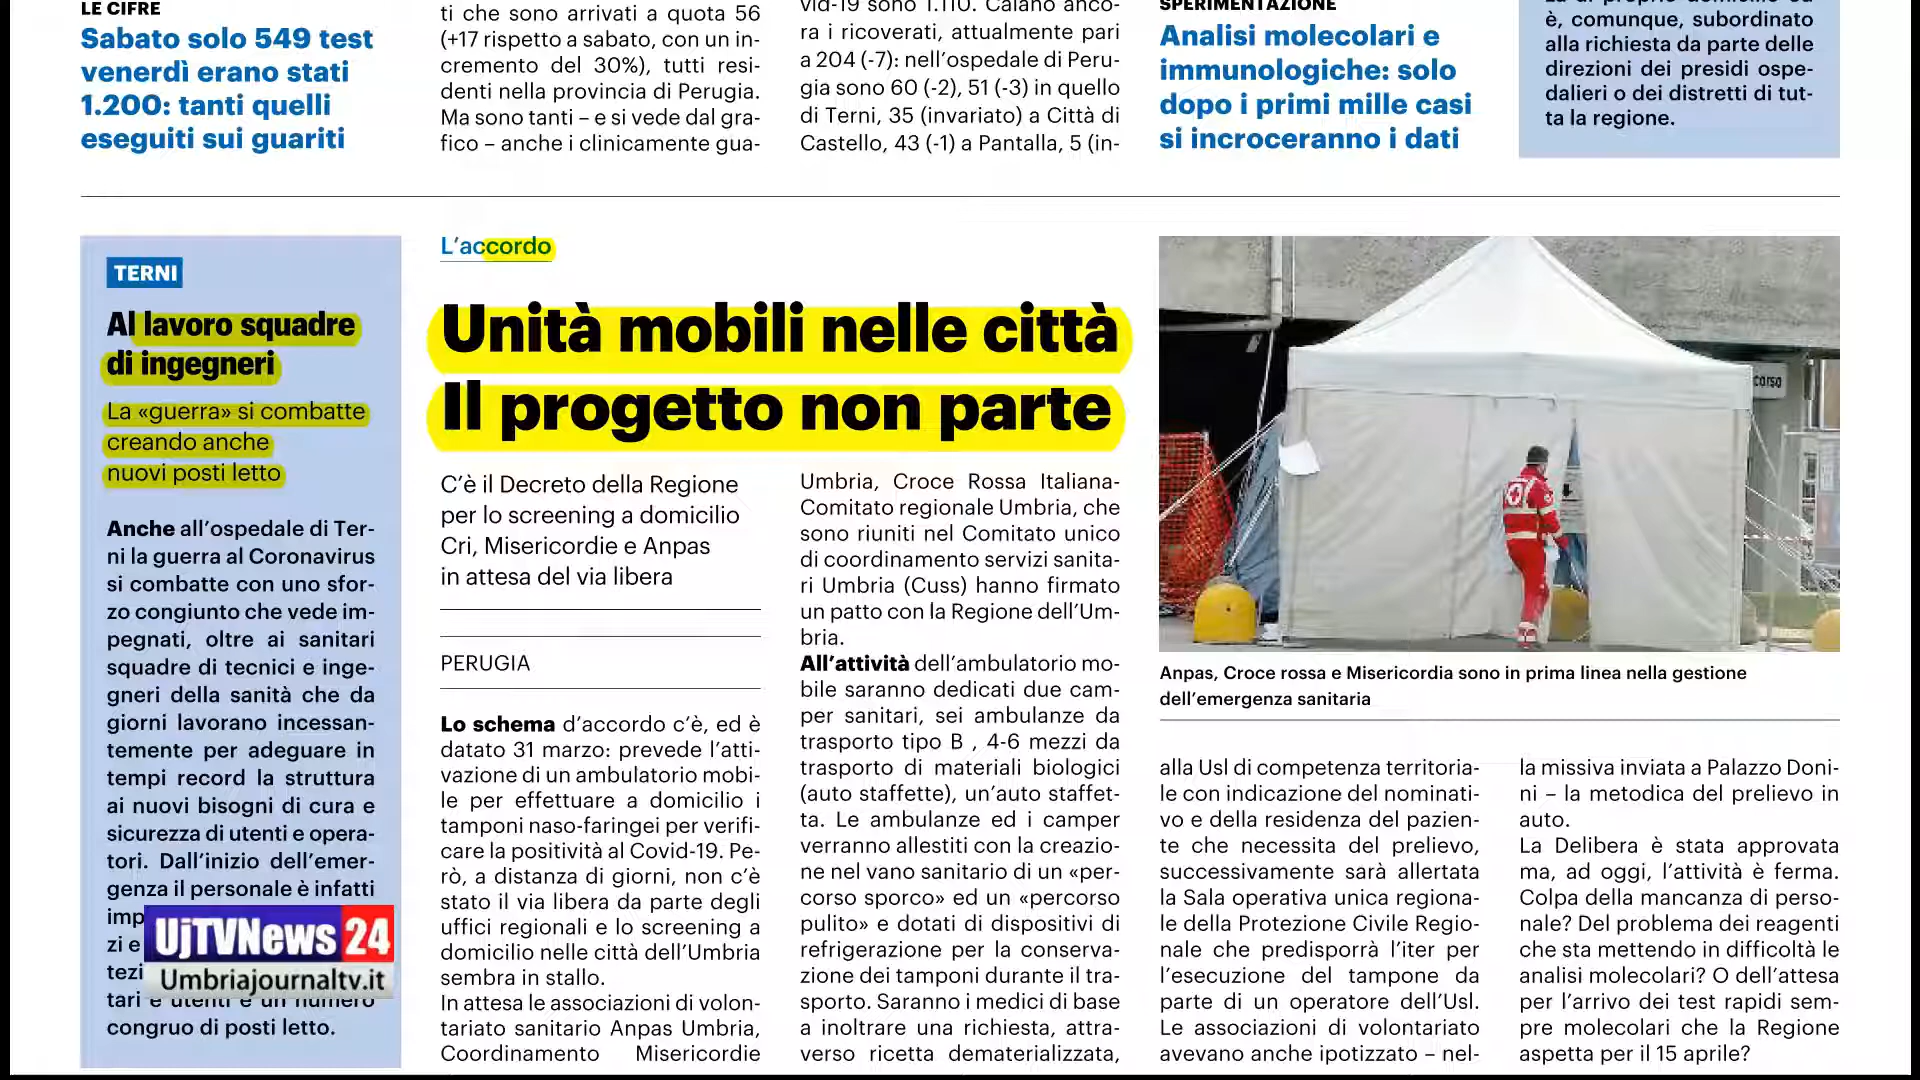 LE CIFRE
Sabato solo 549 test
venerdì erano stati
1.200: tanti quelli
eseguiti sui guariti
ti che sono arrivati a quota 56
(+17 rispetto a sabato, con un in-
cremento del 30%), tutti resi-
denti nella provincia di Perugia.
Ma sono tanti – e si vede dal gra-
fico – anche i clinicamente gua-
vid-19 sono 1.110. Calano anco-
ra i ricoverati, attualmente pari
a 204 (-7): nell’ospedale di Peru-
gia sono 60 (-2), 51 (-3) in quello
di Terni, 35 (invariato) a Città di
Castello, 43 (-1) a Pantalla, 5 (in-
SPERIMENTAZIONE
Analisi molecolari e
immunologiche: solo
dopo i primi mille casi
si incroceranno i dati
è, comunque, subordinato
alla richiesta da parte delle
direzioni dei presidi ospe-
dalieri o dei distretti di tut-
ta la regione.
TERNI
Al lavoro squadre
di ingegneri
La «guerra» si combatte
creando anche
nuovi posti letto
Anche all’ospedale di Ter-
ni la guerra al Coronavirus
si combatte con uno sfor-
zo congiunto che vede im-
pegnati, oltre ai sanitari
squadre di tecnici e inge-
gneri della sanità che da
giorni lavorano incessan-
temente per adeguare in
tempi record la struttura
ai nuovi bisogni di cura e
sicurezza di utenti e opera-
tori. Dall’inizio dell’emer-
genza il personale è infatti
imp
zi e
tezi
tari e utenti e un numero
congruo di posti letto.
UjTVNews 24
Umbriajournaltv.it
L’accordo
Unità mobili nelle città
Il progetto non parte
C’è il Decreto della Regione
per lo screening a domicilio
Cri, Misericordie e Anpas
in attesa del via libera
PERUGIA
Lo schema d’accordo c’è, ed è
datato 31 marzo: prevede l’atti-
vazione di un ambulatorio mobi-
le per effettuare a domicilio i
tamponi naso-faringei per verifi-
care la positività al Covid-19. Pe-
rò, a distanza di giorni, non c’è
stato il via libera da parte degli
uffici regionali e lo screening a
domicilio nelle città dell’Umbria
sembra in stallo.
In attesa le associazioni di volon-
tariato sanitario Anpas Umbria,
Coordinamento Misericordie
Umbria, Croce Rossa Italiana-
Comitato regionale Umbria, che
sono riuniti nel Comitato unico
di coordinamento servizi sanita-
ri Umbria (Cuss) hanno firmato
un patto con la Regione dell’Um-
bria.
All’attività dell’ambulatorio mo-
bile saranno dedicati due cam-
per sanitari, sei ambulanze da
trasporto tipo B , 4-6 mezzi da
trasporto di materiali biologici
(auto staffette), un’auto staffet-
ta. Le ambulanze ed i camper
verranno allestiti con la creazio-
ne nel vano sanitario di un «per-
corso sporco» ed un «percorso
pulito» e dotati di dispositivi di
refrigerazione per la conserva-
zione dei tamponi durante il tra-
sporto. Saranno i medici di base
a inoltrare una richiesta, attra-
verso ricetta dematerializzata,
corso
Anpas, Croce rossa e Misericordia sono in prima linea nella gestione
dell’emergenza sanitaria
alla Usl di competenza territoria-
le con indicazione del nominati-
vo e della residenza del pazien-
te che necessita del prelievo,
successivamente sarà allertata
la Sala operativa unica regiona-
le della Protezione Civile Regio-
nale che predisporrà l’iter per
l’esecuzione del tampone da
parte di un operatore dell’Usl.
Le associazioni di volontariato
avevano anche ipotizzato – nel-
la missiva inviata a Palazzo Doni-
ni – la metodica del prelievo in
auto.
La Delibera è stata approvata
ma, ad oggi, l’attività è ferma.
Colpa della mancanza di perso-
nale? Del problema dei reagenti
che sta mettendo in difficoltà le
analisi molecolari? O dell’attesa
per l’arrivo dei test rapidi sem-
pre molecolari che la Regione
aspetta per il 15 aprile?